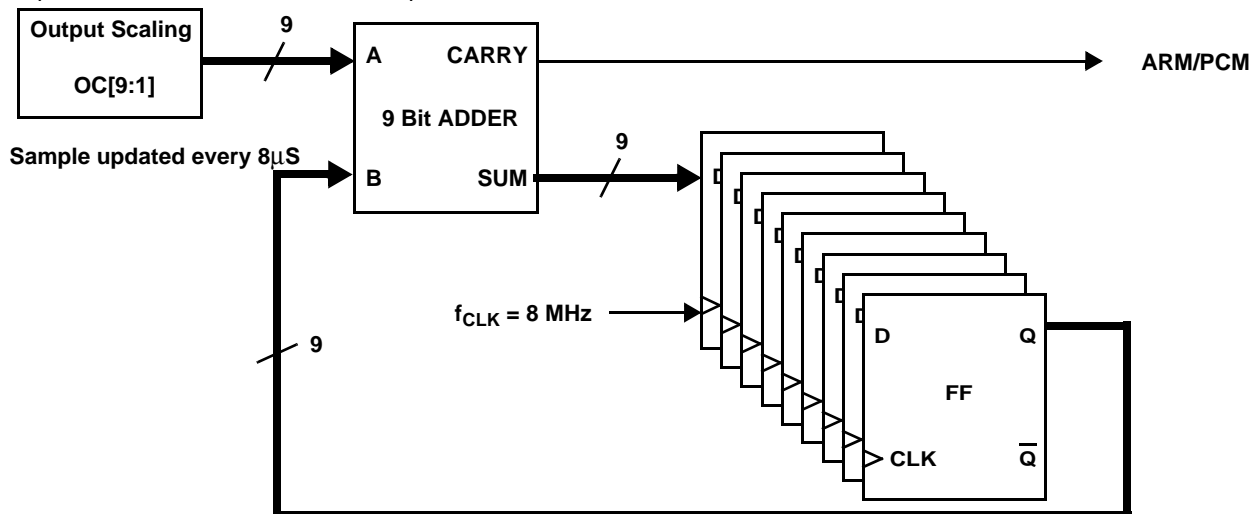 Output Scaling
OC[9:1]
9
A
CARRY
9 Bit ADDER
B
SUM
ARM/PCM
Sample updated every 8μS
9
D
D
D
D
D
D
D
D
fCLK = 8 MHz
9
D
Q
FF
CLK
Q